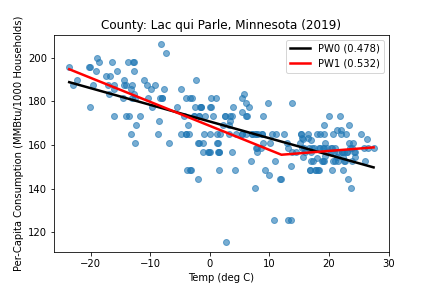 County: Lac qui Parle, Minnesota (2019)
PW0 (0.478)
PW1 (0.532)
Per-Capita Consumption (MMBtu/1000 Households)
200
180
160
140
120
−20 −10 0 10 20 30
Temp (deg C)